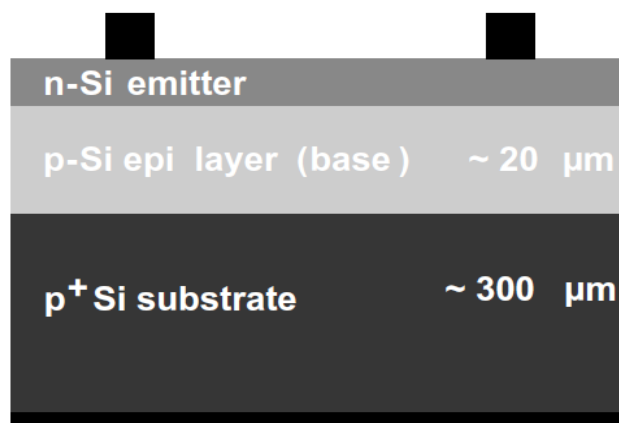 n-Si emitter
p-Si epi layer (base) ~ 20 µm
p+ Si substrate ~ 300 µm